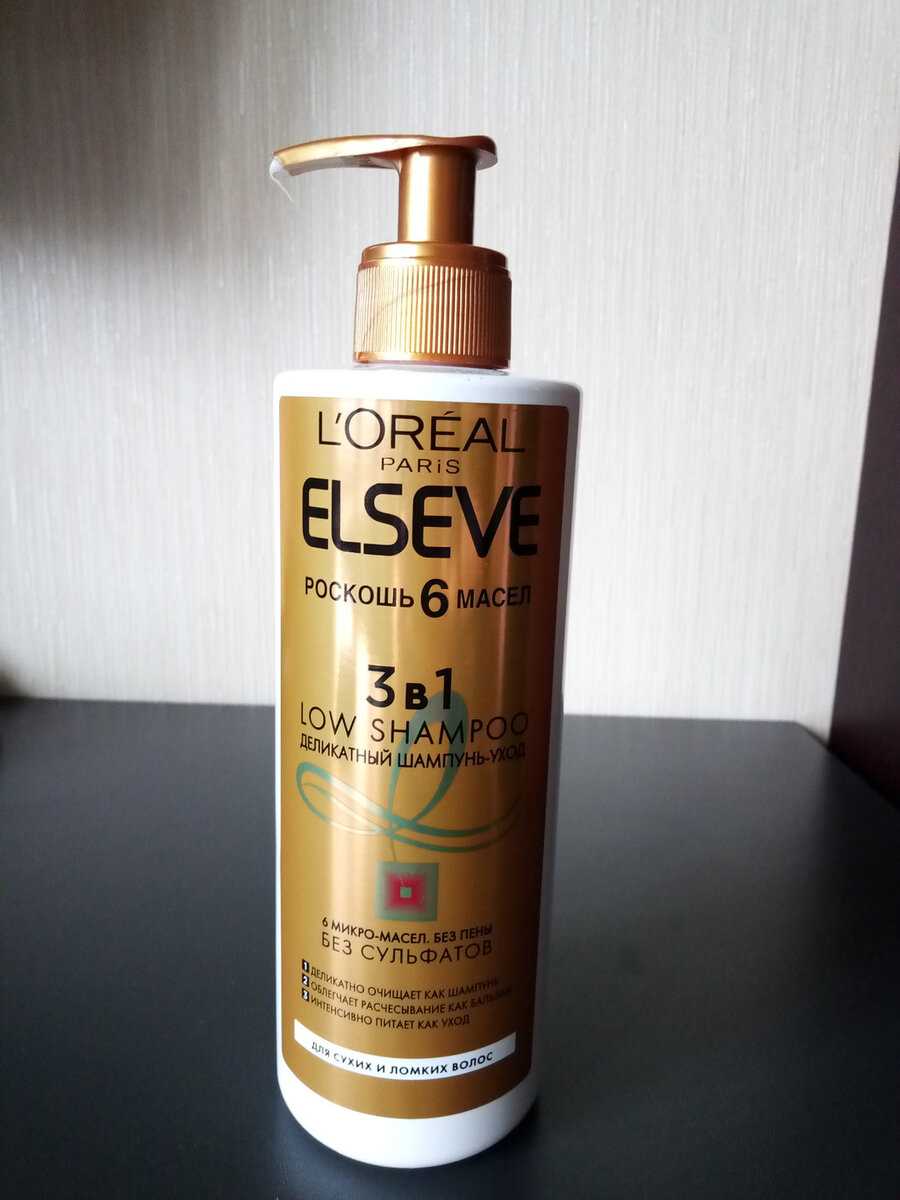 L'ORÉAL
PARiS
ELSEVE
РОСКОШЬ 6 МАСЕЛ
3 в 1
LOW SHAMPOO
ДЕЛИКАТНЫЙ ШАМПУНЬ-УХОД
6 МИКРО-МАСЕЛ. БЕЗ ПЕНЫ
БЕЗ СУЛЬФАТОВ
1 ДЕЛИКАТНО ОЧИЩАЕТ КАК ШАМПУНЬ
2 ОБЛЕГЧАЕТ РАСЧЕСЫВАНИЕ КАК БАЛЬЗАМ
3 ИНТЕНСИВНО ПИТАЕТ КАК УХОД
ДЛЯ СУХИХ И ЛОМКИХ ВОЛОС